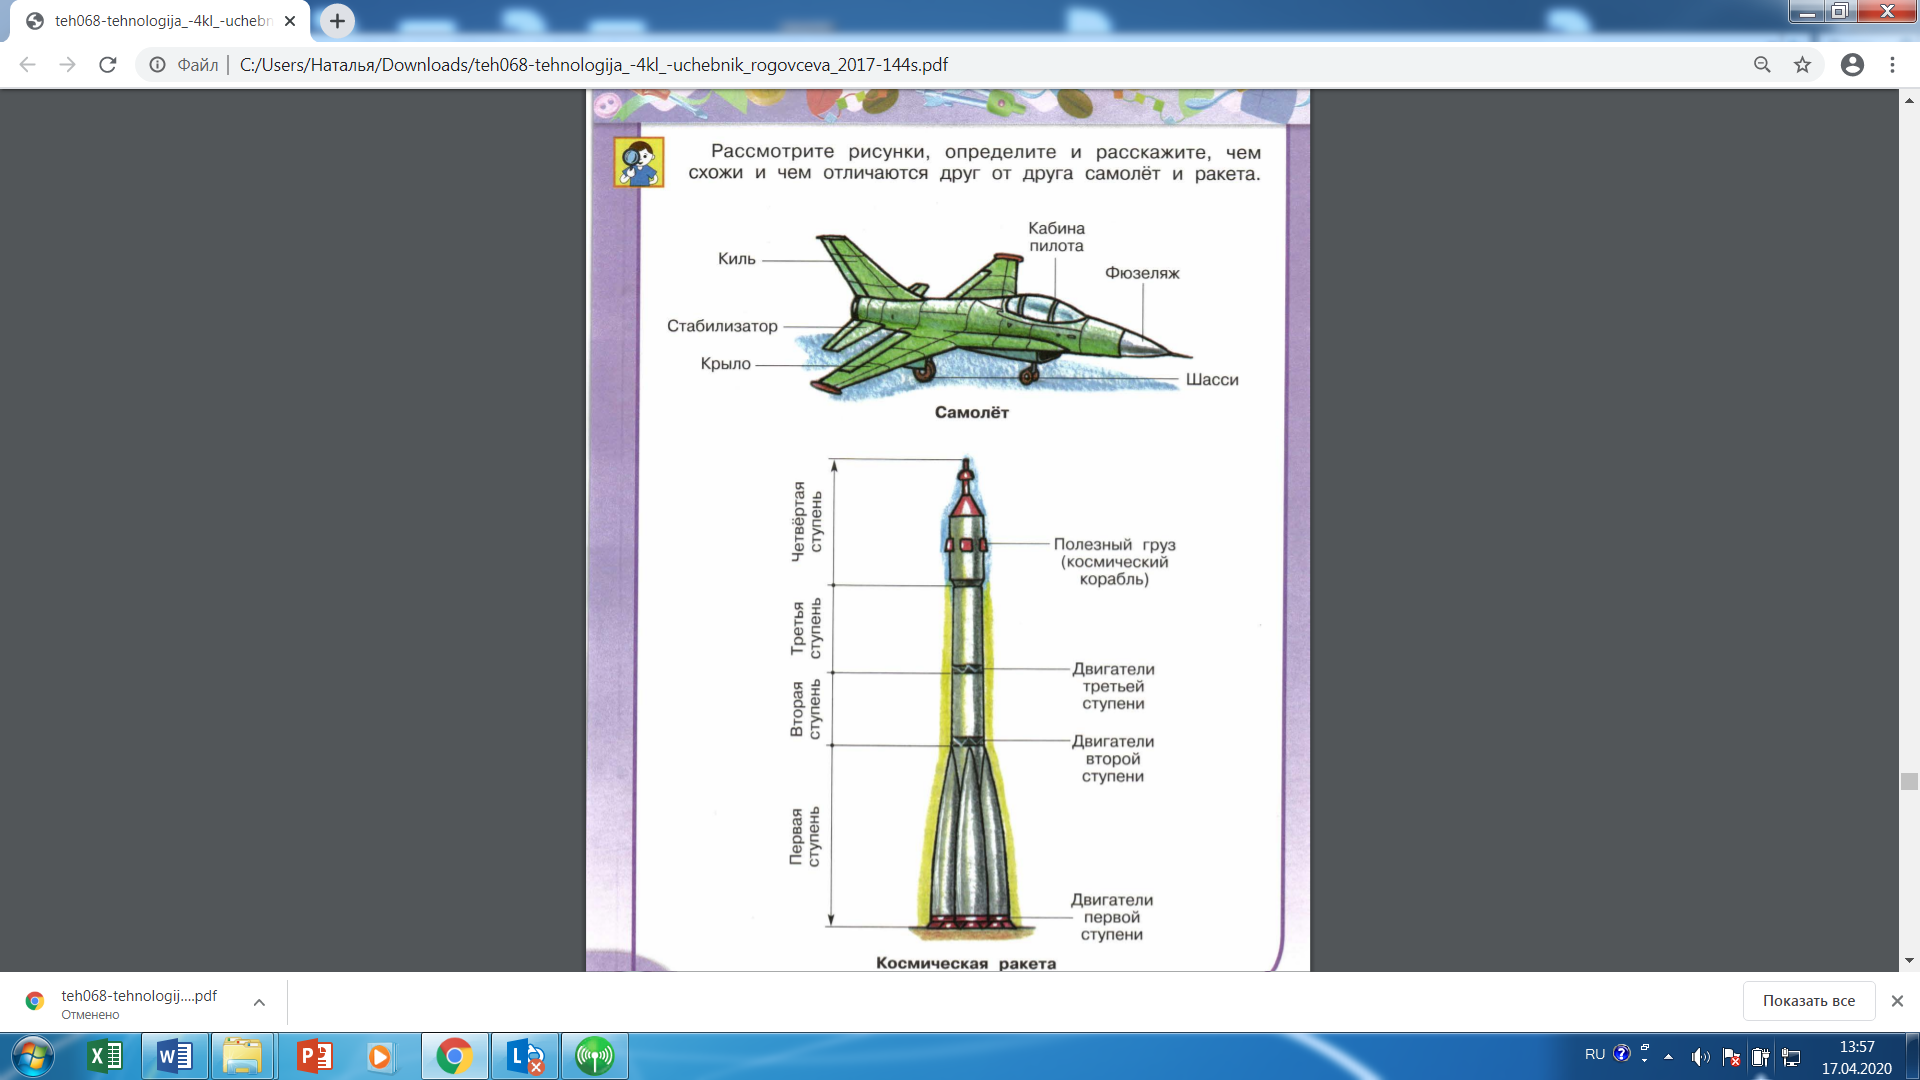 teh068-tehnologija_-4kl_-uchebn
Файл
C:/Users/Наталья/Downloads/teh068-tehnologija_-4kl_-uchebnik_rogovceva_2017-144s.pdf
Рассмотрите рисунки, определите и расскажите, чем
схожи и чем отличаются друг от друга самолёт и ракета.
Кабина
пилота
Киль
Фюзеляж
Стабилизатор
Крыло
Шасси
Самолёт
Четвёртая
ступень
Полезный груз
(космический
корабль)
Третья
ступень
Двигатели
третьей
ступени
Вторая
ступень
Двигатели
второй
ступени
Первая
ступень
Двигатели
первой
ступени
Космическая ракета
teh068-tehnologij....pdf
Отменено
Показать все
RU
13:57
17.04.2020